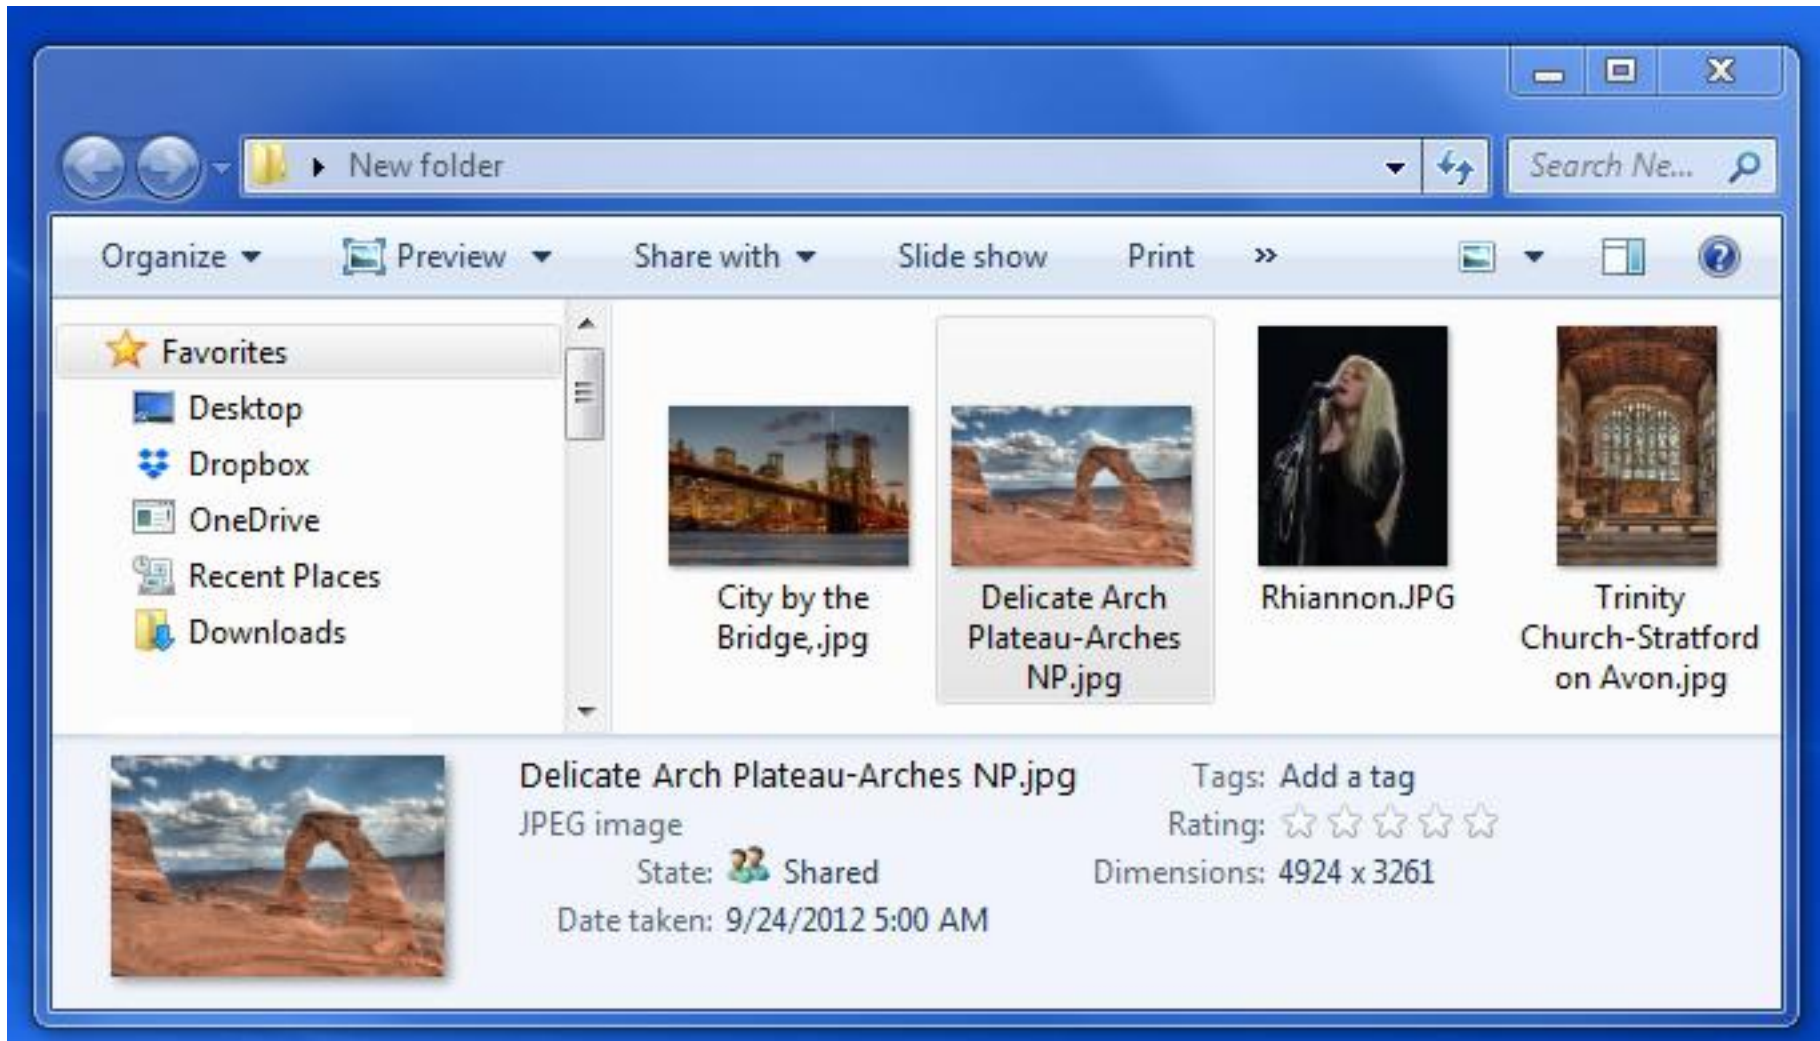 New folder
Search Ne...
Organize
Preview
Share with
Slide show
Print
»
Favorites
Desktop
Dropbox
OneDrive
Recent Places
Downloads
City by the
Bridge,.jpg
Delicate Arch
Plateau-Arches
NP.jpg
Rhiannon.JPG
Trinity
Church-Stratford
on Avon.jpg
Delicate Arch Plateau-Arches NP.jpg
JPEG image
State: Shared
Date taken: 9/24/2012 5:00 AM
Tags: Add a tag
Rating:
Dimensions: 4924 x 3261